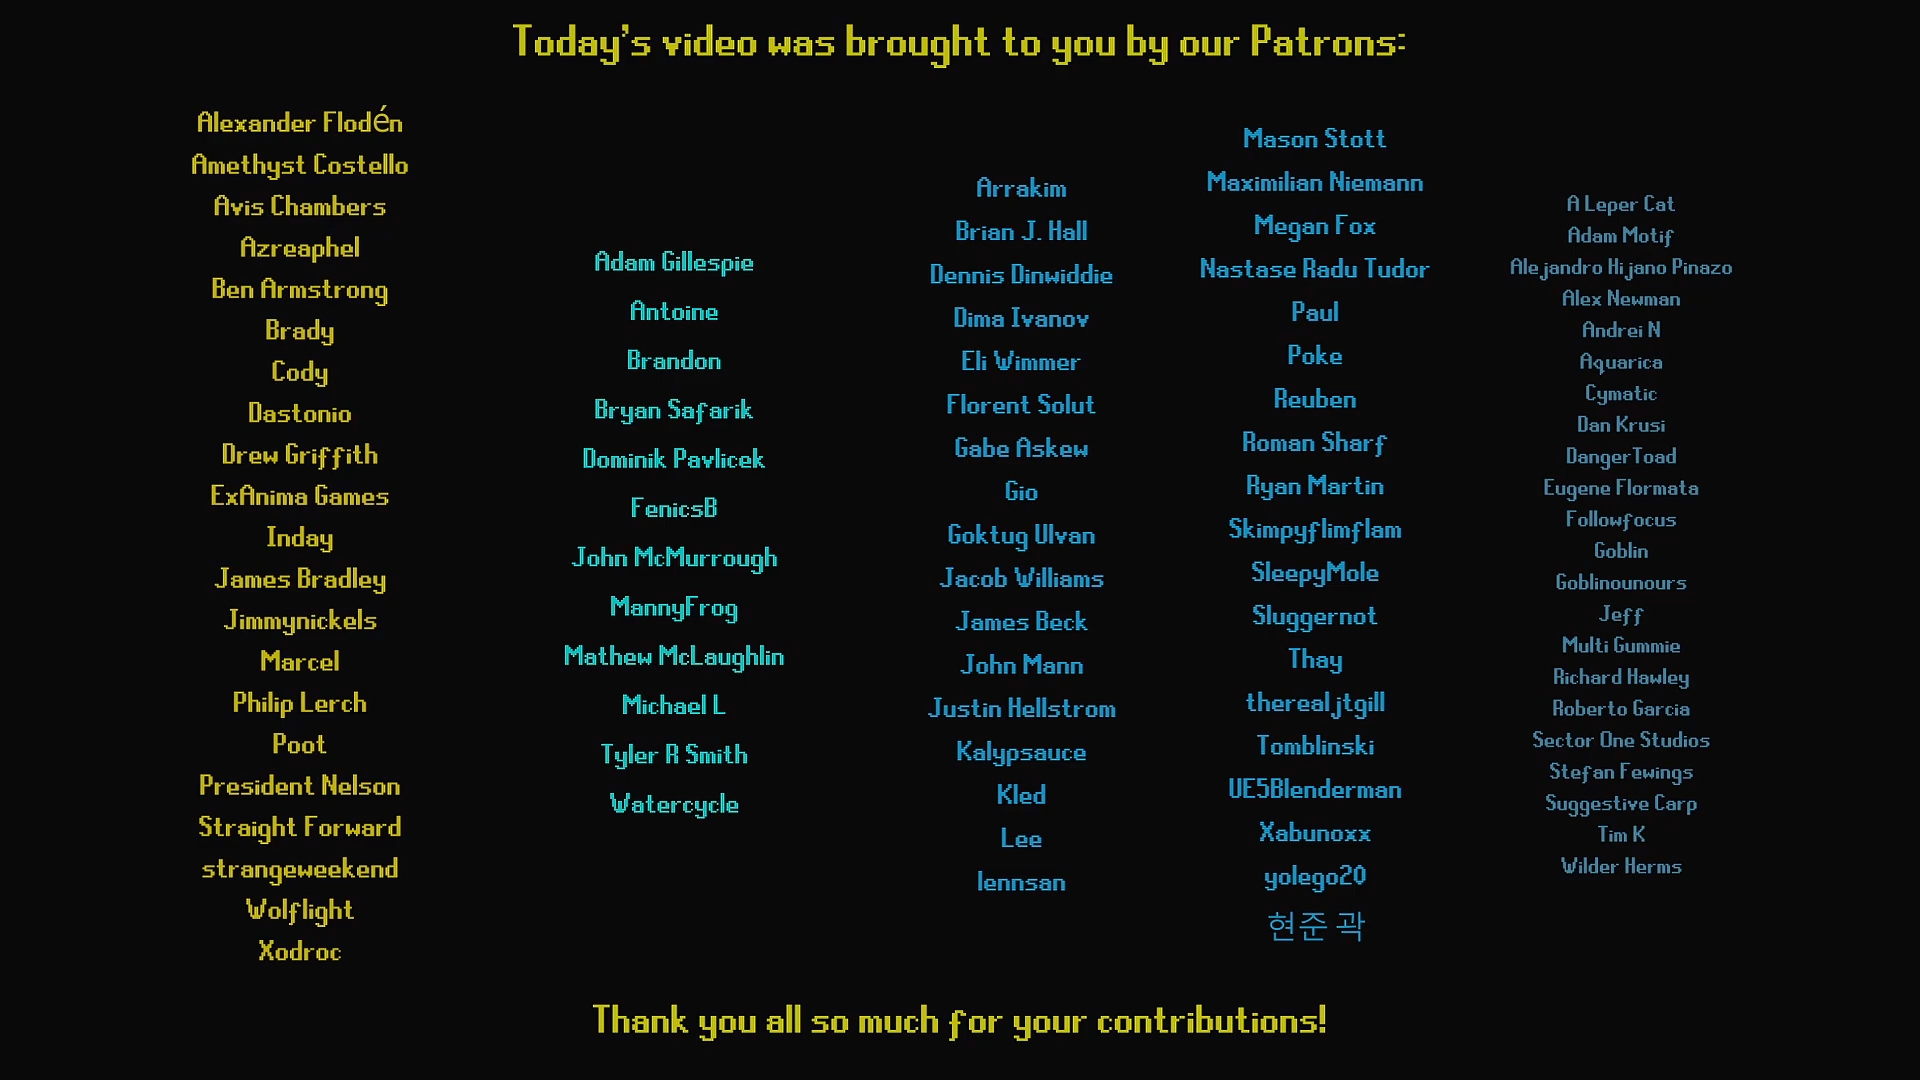 Today's video was brought to you by our Patrons:
Alexander Flodén
Amethyst Costello
Avis Chambers
Azreaphel
Ben Armstrong
Brady
Cody
Dastonio
Drew Griffith
ExAnima Games
Inday
James Bradley
Jimmynickels
Marcel
Philip Lerch
Poot
President Nelson
Straight Forward
strangeweekend
Wolflight
Xodroc
Adam Gillespie
Antoine
Brandon
Bryan Safarik
Dominik Pavlicek
FenicsB
John McMurrough
MannyFrog
Mathew McLaughlin
Michael L
Tyler R Smith
Watercycle
Arrakim
Brian J. Hall
Dennis Dinwiddie
Dima Ivanov
Eli Wimmer
Florent Solut
Gabe Askew
Gio
Goktug Ulvan
Jacob Williams
James Beck
John Mann
Justin Hellstrom
Kalypsauce
Kled
Lee
lennsan
Mason Stott
Maximilian Niemann
Megan Fox
Nastase Radu Tudor
Paul
Poke
Reuben
Roman Sharf
Ryan Martin
Skimpyflimflam
SleepyMole
Sluggernot
Thay
therealjtgill
Tomblinski
UE5Blenderman
Xabunoxx
yolego20
현준 곽
A Leper Cat
Adam Motif
Alejandro Hijano Pinazo
Alex Newman
Andrei N
Aquarica
Cymatic
Dan Krusi
DangerToad
Eugene Flormata
Followfocus
Goblin
Goblinounours
Jeff
Multi Gummie
Richard Hawley
Roberto Garcia
Sector One Studios
Stefan Fewings
Suggestive Carp
Tim K
Wilder Herms
Thank you all so much for your contributions!